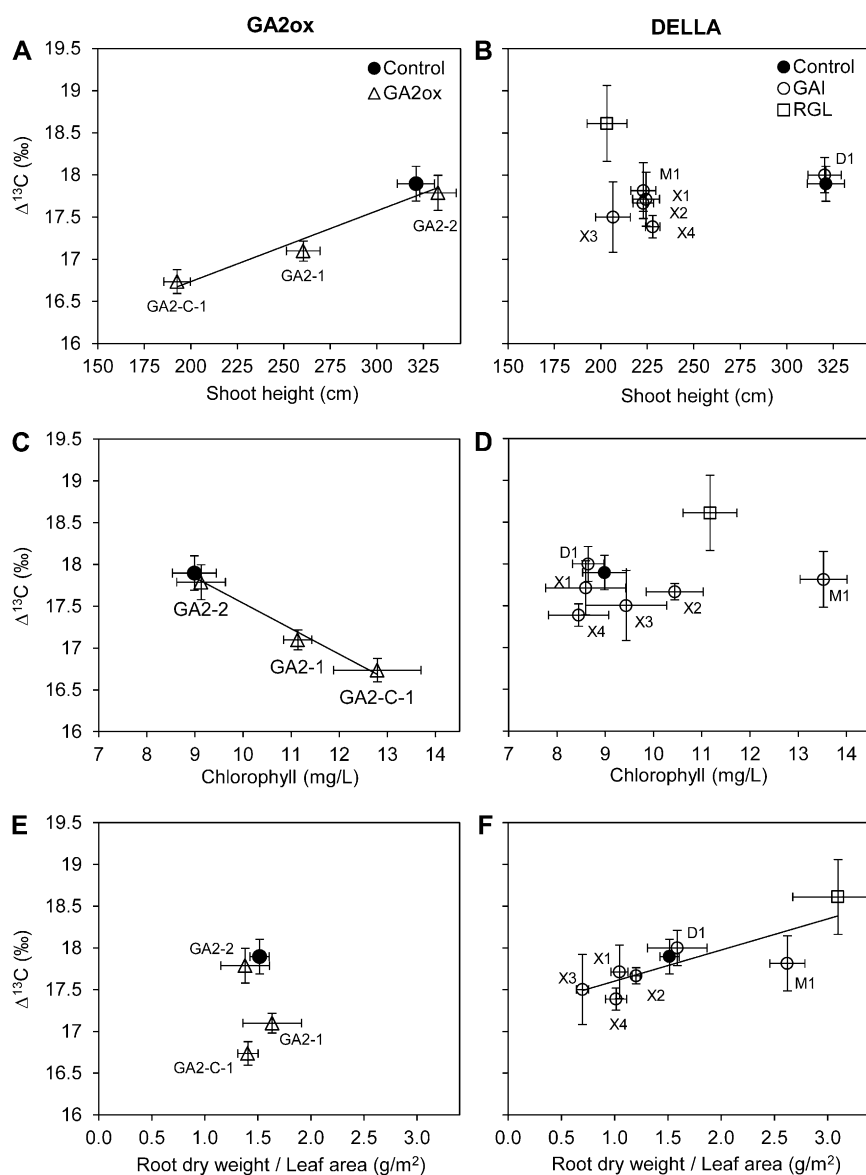 GA2ox
DELLA
A
19.5
19
18.5
18
17.5
17
16.5
16
Δ¹³C (‰)
Control
GA2ox
GA2-2
GA2-1
GA2-C-1
150 175 200 225 250 275 300 325
Shoot height (cm)
B
Control
GAI
RGL
D1
M1
X1
X2
X3
X4
150 175 200 225 250 275 300 325
Shoot height (cm)
C
19.5
19
18.5
18
17.5
17
16.5
16
Δ¹³C (‰)
GA2-2
GA2-1
GA2-C-1
7 8 9 10 11 12 13 14
Chlorophyll (mg/L)
D
D1
X1
X4
X3
X2
M1
7 8 9 10 11 12 13 14
Chlorophyll (mg/L)
E
19.5
19
18.5
18
17.5
17
16.5
16
Δ¹³C (‰)
GA2-2
GA2-1
GA2-C-1
0.0 0.5 1.0 1.5 2.0 2.5 3.0
Root dry weight / Leaf area (g/m²)
F
D1
X1
X3
X2
X4
M1
0.0 0.5 1.0 1.5 2.0 2.5 3.0
Root dry weight / Leaf area (g/m²)